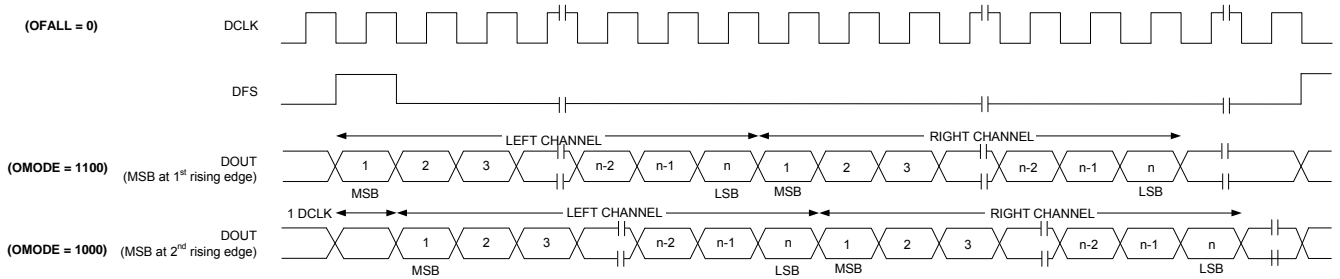 (OFALL = 0) DCLK
DFS
LEFT CHANNEL RIGHT CHANNEL
(OMODE = 1100) DOUT 1 2 3 n-2 n-1 n 1 2 3 n-2 n-1 n
(MSB at 1st rising edge)
MSB LSB MSB LSB
1 DCLK LEFT CHANNEL RIGHT CHANNEL
(OMODE = 1000) DOUT 1 2 3 n-2 n-1 n 1 2 3 n-2 n-1 n
(MSB at 2nd rising edge)
MSB LSB MSB LSB